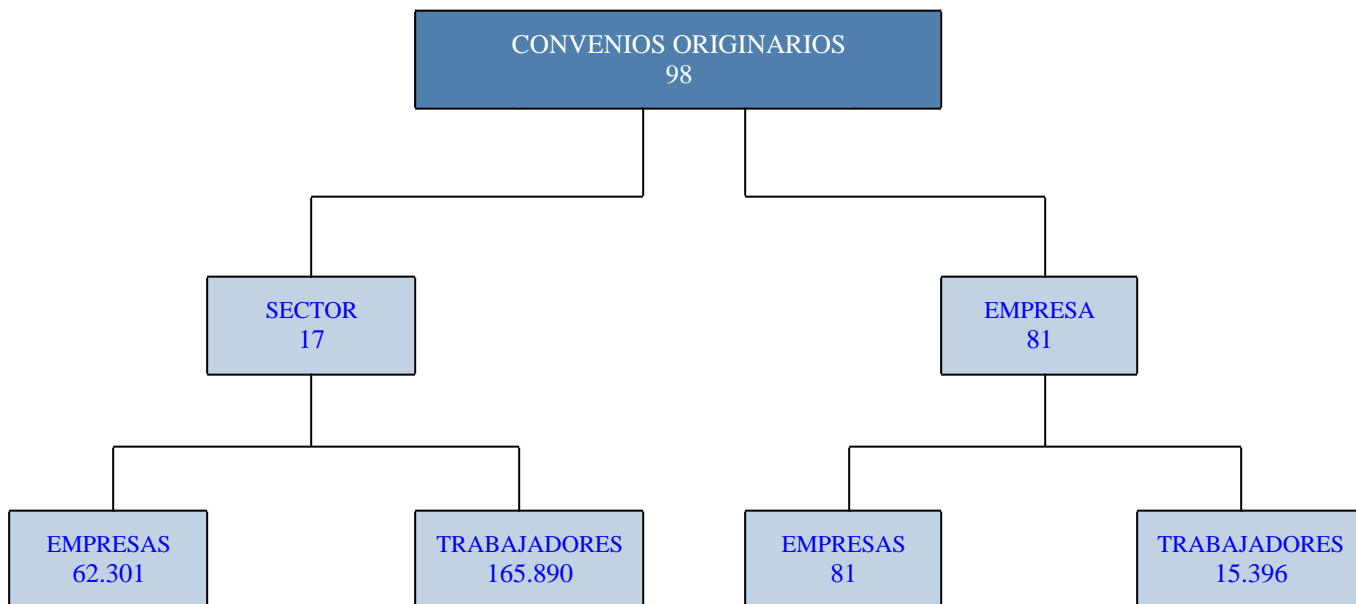 CONVENIOS ORIGINARIOS
98
SECTOR
17
EMPRESA
81
EMPRESAS
62.301
TRABAJADORES
165.890
EMPRESAS
81
TRABAJADORES
15.396